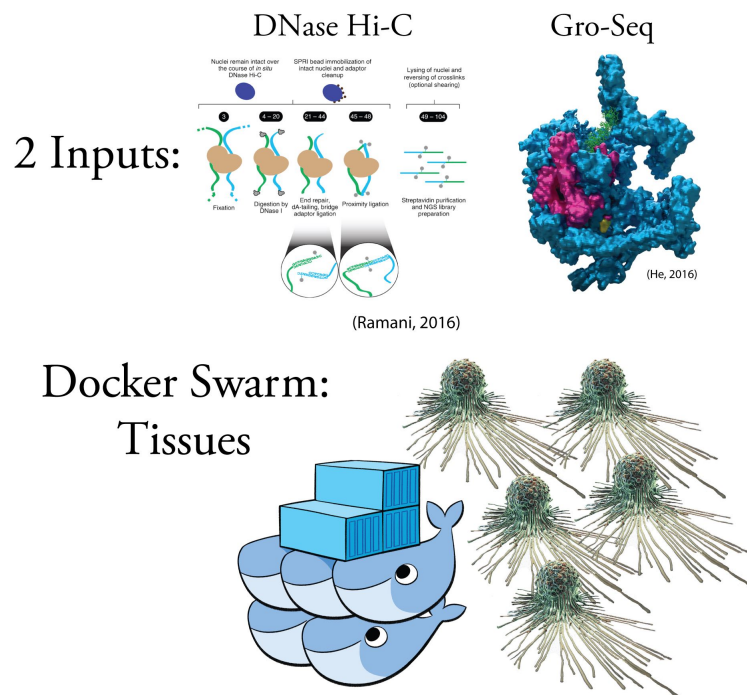 DNase Hi-C
Gro-Seq
2 Inputs:
Nuclei remain intact over
the course of in situ
DNase Hi-C
SPRI bead immobilization of
intact nuclei and adaptor
cleanup
Lysing of nuclei and
reversing of crosslinks
(optional shearing)
3
4 – 20
21 – 44
45 – 48
49 – 104
Fixation
Digestion by
DNase I
End repair,
dA-tailing, bridge
adaptor ligation
Proximity ligation
Streptavidin purification
and NGS library
preparation
(He, 2016)
(Ramani, 2016)
Docker Swarm:
Tissues